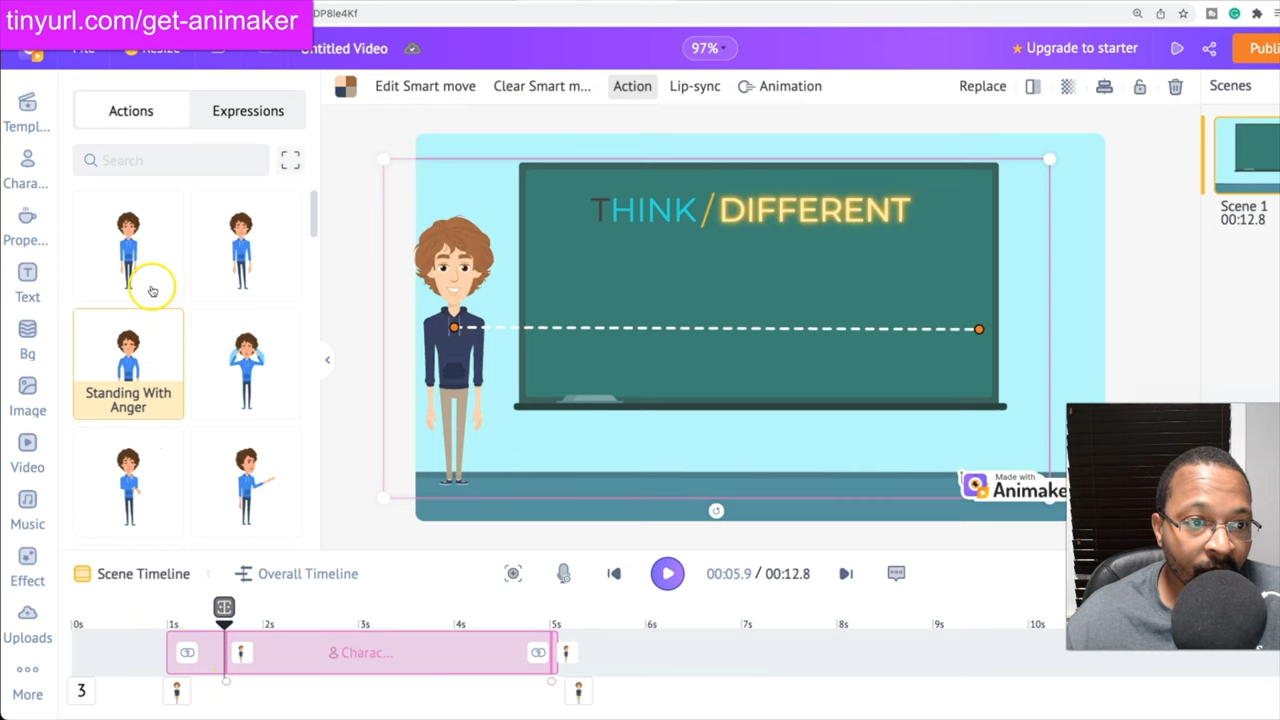 tinyurl.com/get-animaker
DP8le4Kf
Untitled Video
97%
Upgrade to starter
Publi
Edit Smart move
Clear Smart m...
Action
Lip-sync
Animation
Replace
Scenes
Actions
Expressions
Search
Templ...
Chara...
Prope...
Text
Bg
Image
Video
Music
Effect
Uploads
More
Standing With
Anger
THINK/DIFFERENT
Made with
Animake
Scene 1
00:12.8
Scene Timeline
Overall Timeline
00:05.9 / 00:12.8
0s
1s
2s
3s
4s
5s
6s
7s
8s
9s
10s
Charac...
3